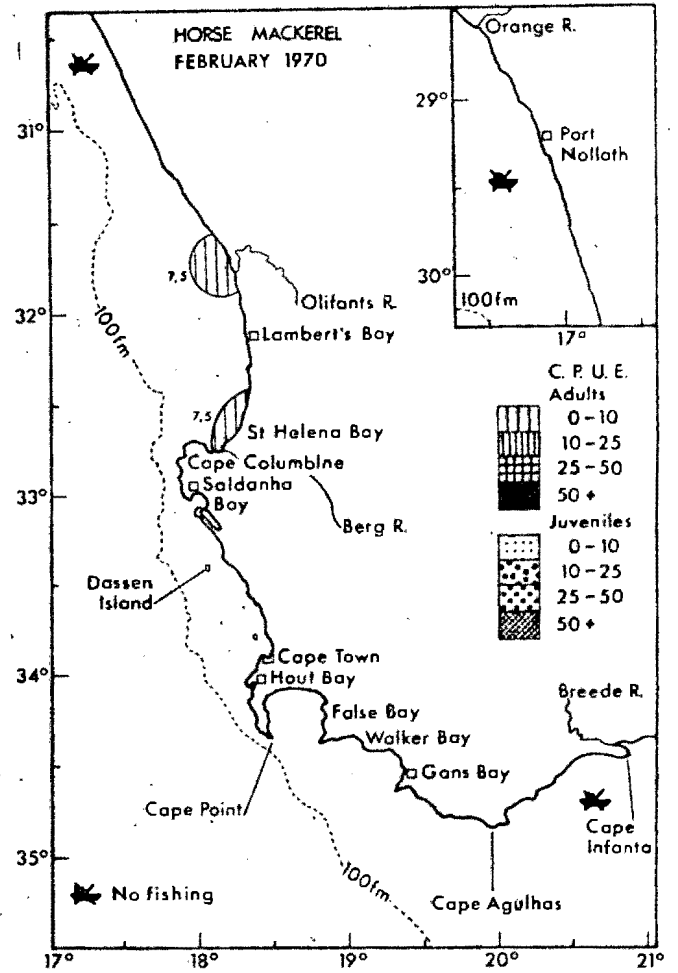 HORSE MACKEREL
FEBRUARY 1970
Orange R.
29°
Port
Nollath
30°
100fm
17°
31°
7,5
Olifants R.
32°
100fm
Lambert's Bay
C. P. U. E.
Adults
0-10
10-25
25-50
50+
7,5
St Helena Bay
Cape Columbine
Saldanha
Bay
33°
Berg R.
Juveniles
0-10
10-25
25-50
50+
Dassen
Island
Cape Town
34°
Hout Bay
Breede R.
False Bay
Walker Bay
Gans Bay
Cape Point
Cape
Infanta
35°
No fishing
100fm
Cape Agulhas
17°
18°
19°
20°
21°